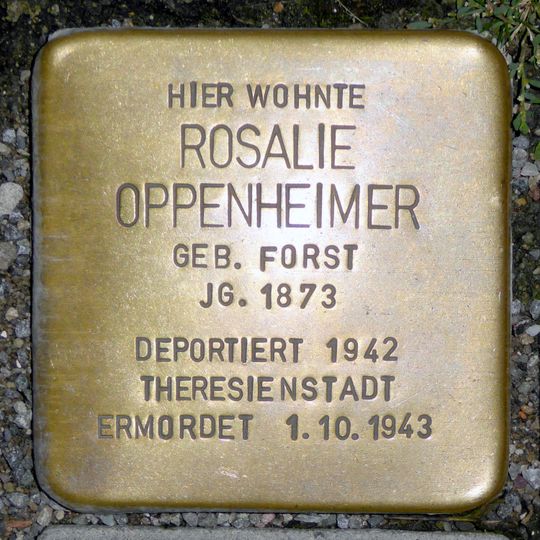 HIER WOHNTE
ROSALIE
OPPENHEIMER
GEB. FORST
JG. 1873
DEPORTIERT 1942
THERESIENSTADT
ERMORDET 1.10.1943